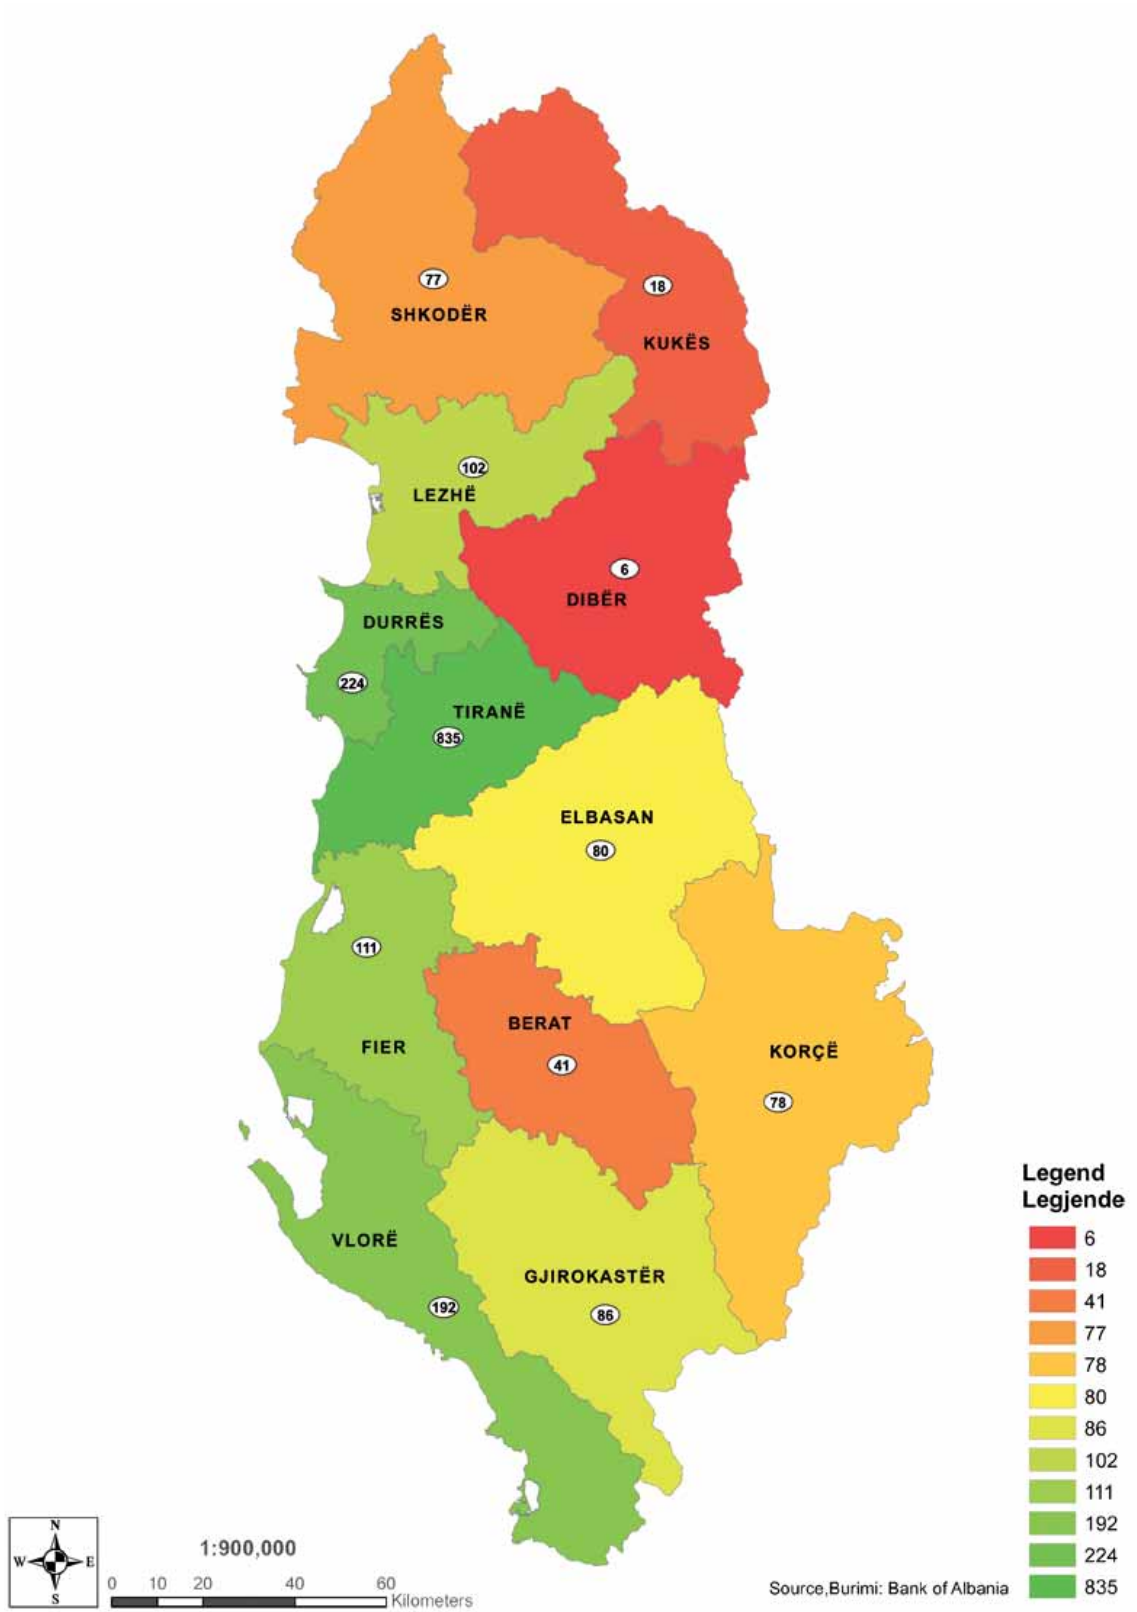 77
SHKODËR
18
KUKËS
102
LEZHË
6
DIBËR
DURRËS
224
TIRANË
835
ELBASAN
80
111
FIER
BERAT
41
KORÇË
78
VLORË
192
GJIROKASTËR
86
Legend
Legjende
6
18
41
77
78
80
86
102
111
192
224
835
N
W E
S
1:900,000
0 10 20 40 60
Kilometers
Source,Burimi: Bank of Albania